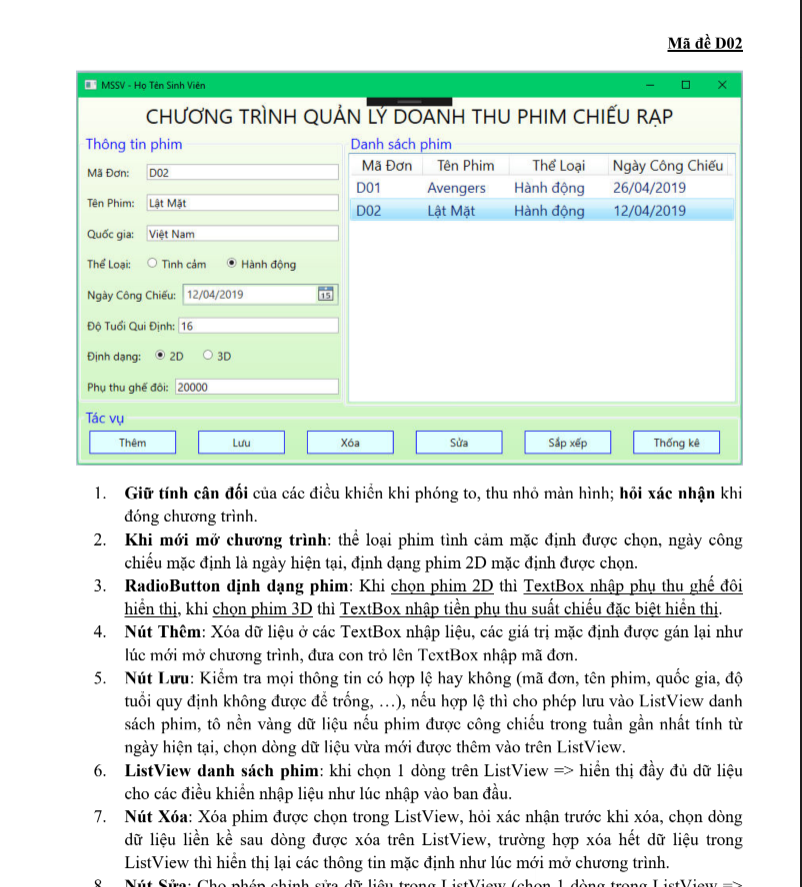 Mã đề D02
MSSV - Họ Tên Sinh Viên
CHƯƠNG TRÌNH QUẢN LÝ DOANH THU PHIM CHIẾU RẠP
Thông tin phim
Mã Đơn: D02
Tên Phim: Lật Mặt
Quốc gia: Việt Nam
Thể Loại: Tình cảm Hành động
Ngày Công Chiếu: 12/04/2019 15
Độ Tuổi Qui Định: 16
Định dạng: 2D 3D
Phụ thu ghế đôi: 20000
Danh sách phim
Mã Đơn Tên Phim Thể Loại Ngày Công Chiếu
D01 Avengers Hành động 26/04/2019
D02 Lật Mặt Hành động 12/04/2019
Tác vụ
Thêm Lưu Xóa Sửa Sắp xếp Thống kê
1. Giữ tính cân đối của các điều khiển khi phóng to, thu nhỏ màn hình; hỏi xác nhận khi
đóng chương trình.
2. Khi mới mở chương trình: thể loại phim tình cảm mặc định được chọn, ngày công
chiếu mặc định là ngày hiện tại, định dạng phim 2D mặc định được chọn.
3. RadioButton định dạng phim: Khi chọn phim 2D thì TextBox nhập phụ thu ghế đôi
hiển thị, khi chọn phim 3D thì TextBox nhập tiền phụ thu suất chiếu đặc biệt hiển thị.
4. Nút Thêm: Xóa dữ liệu ở các TextBox nhập liệu, các giá trị mặc định được gán lại như
lúc mới mở chương trình, đưa con trỏ lên TextBox nhập mã đơn.
5. Nút Lưu: Kiểm tra mọi thông tin có hợp lệ hay không (mã đơn, tên phim, quốc gia, độ
tuổi quy định không được để trống, ...), nếu hợp lệ thì cho phép lưu vào ListView danh
sách phim, tô nền vàng dữ liệu nếu phim được công chiếu trong tuần gần nhất tính từ
ngày hiện tại, chọn dòng dữ liệu vừa mới được thêm vào trên ListView.
6. ListView danh sách phim: khi chọn 1 dòng trên ListView => hiển thị đầy đủ dữ liệu
cho các điều khiển nhập liệu như lúc nhập vào ban đầu.
7. Nút Xóa: Xóa phim được chọn trong ListView, hỏi xác nhận trước khi xóa, chọn dòng
dữ liệu liền kề sau dòng được xóa trên ListView, trường hợp xóa hết dữ liệu trong
ListView thì hiển thị lại các thông tin mặc định như lúc mới mở chương trình.
8. Nút Sửa: Cho phép chỉnh sửa dữ liệu trong ListView (chọn 1 dòng trong ListView =>